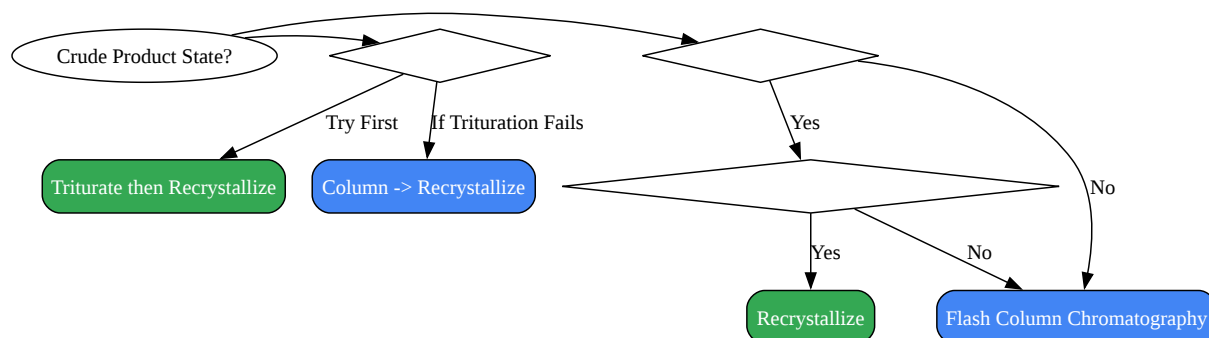 Crude Product State?
Try First
If Trituration Fails
Yes
Triturate then Recrystallize
Column -> Recrystallize
No
Yes
No
Recrystallize
Flash Column Chromatography